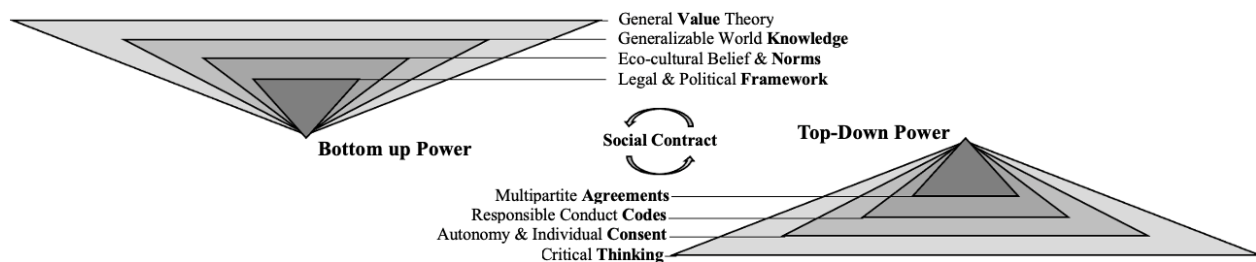 General Value Theory
Generalizable World Knowledge
Eco-cultural Belief & Norms
Legal & Political Framework
Bottom up Power
Social Contract
Top-Down Power
Multipartite Agreements
Responsible Conduct Codes
Autonomy & Individual Consent
Critical Thinking